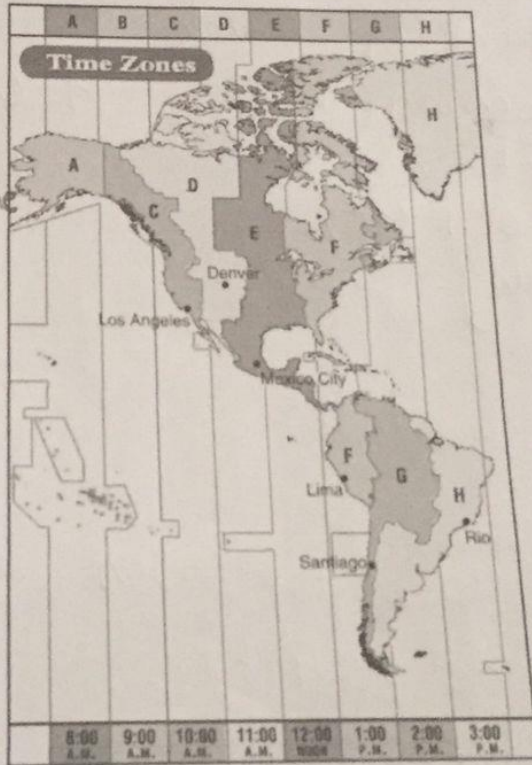 A B C D E F G H
Time Zones
H
A
D
C
E
F
Denver
Los Angeles
Mexico City
F
G
H
Lima
Rio
Santiago
8:00 9:00 10:00 11:00 12:00 1:00 2:00 3:00
A.M. A.M. A.M. A.M. NOON P.M. P.M. P.M.